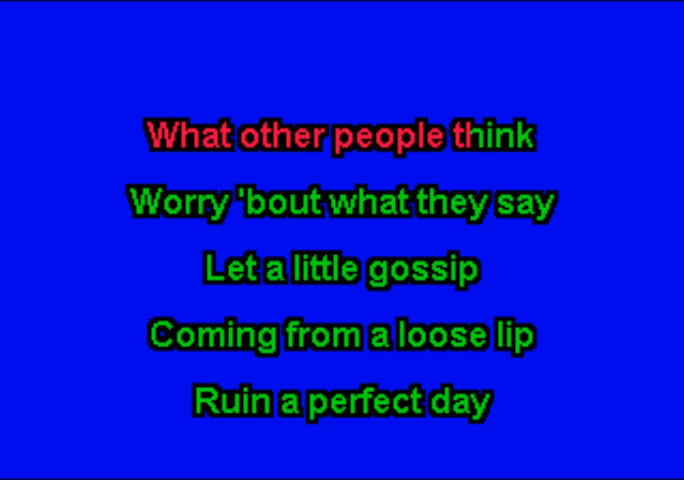 What other people think
Worry 'bout what they say
Let a little gossip
Coming from a loose lip
Ruin a perfect day